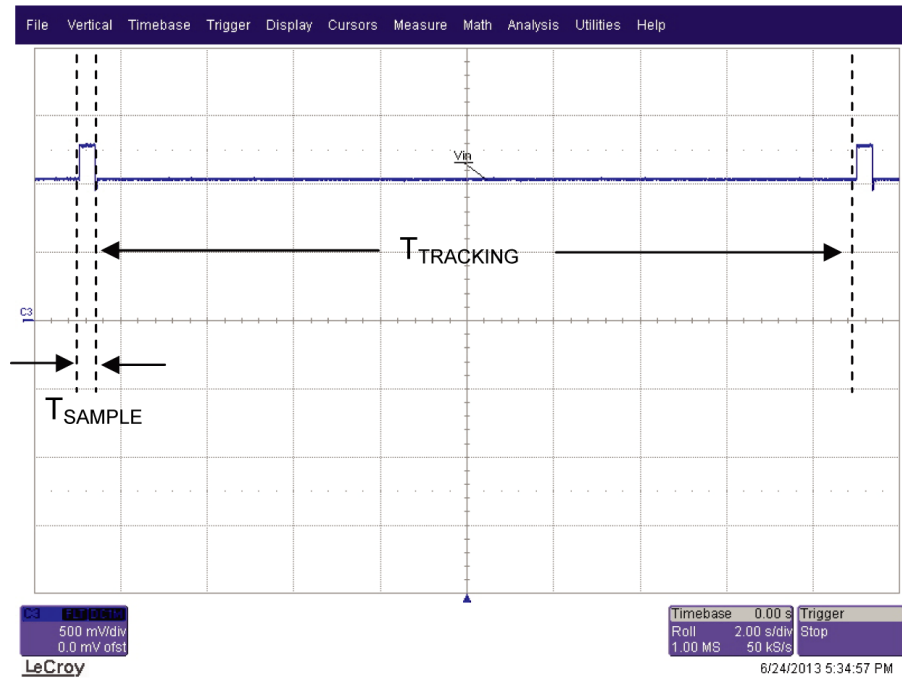 File Vertical Timebase Trigger Display Cursors Measure Math Analysis Utilities Help
Vin
TTRACKING
C3
TSAMPLE
C3 FLT DC1M
500 mV/div
0.0 mV ofst
Timebase 0.00 s
Roll 2.00 s/div
1.00 MS 50 kS/s
Trigger
Stop
LeCroy
6/24/2013 5:34:57 PM